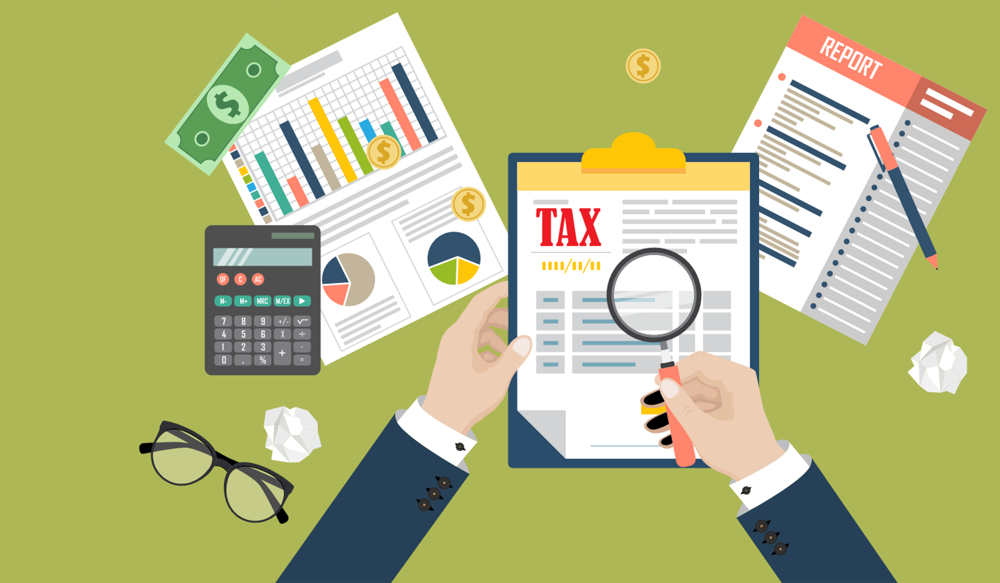 REPORT
TAX
OF C AC
M- M+ MRC M/EX
7 8 9 +/- √
4 5 6 X ÷
1 2 3 + -
0 . % =
$
$
$
$